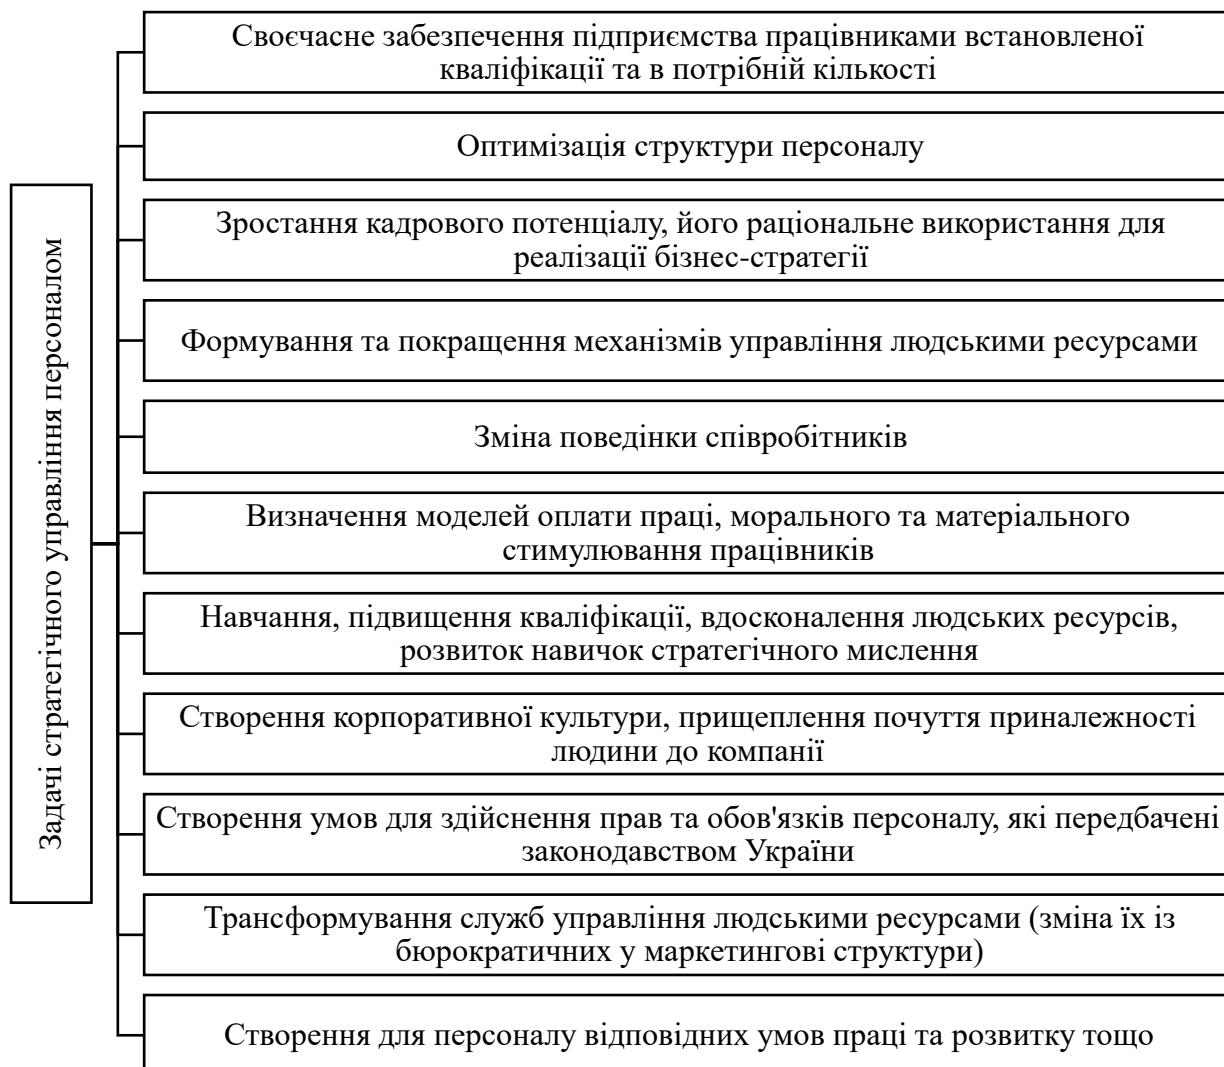 Задачі стратегічного управління персоналом
Своєчасне забезпечення підприємства працівниками встановленої
кваліфікації та в потрібній кількості
Оптимізація структури персоналу
Зростання кадрового потенціалу, його раціональне використання для
реалізації бізнес-стратегії
Формування та покращення механізмів управління людськими ресурсами
Зміна поведінки співробітників
Визначення моделей оплати праці, морального та матеріального
стимулювання працівників
Навчання, підвищення кваліфікації, вдосконалення людських ресурсів,
розвиток навичок стратегічного мислення
Створення корпоративної культури, прищеплення почуття приналежності
людини до компанії
Створення умов для здійснення прав та обов'язків персоналу, які передбачені
законодавством України
Трансформування служб управління людськими ресурсами (зміна їх із
бюрократичних у маркетингові структури)
Створення для персоналу відповідних умов праці та розвитку тощо